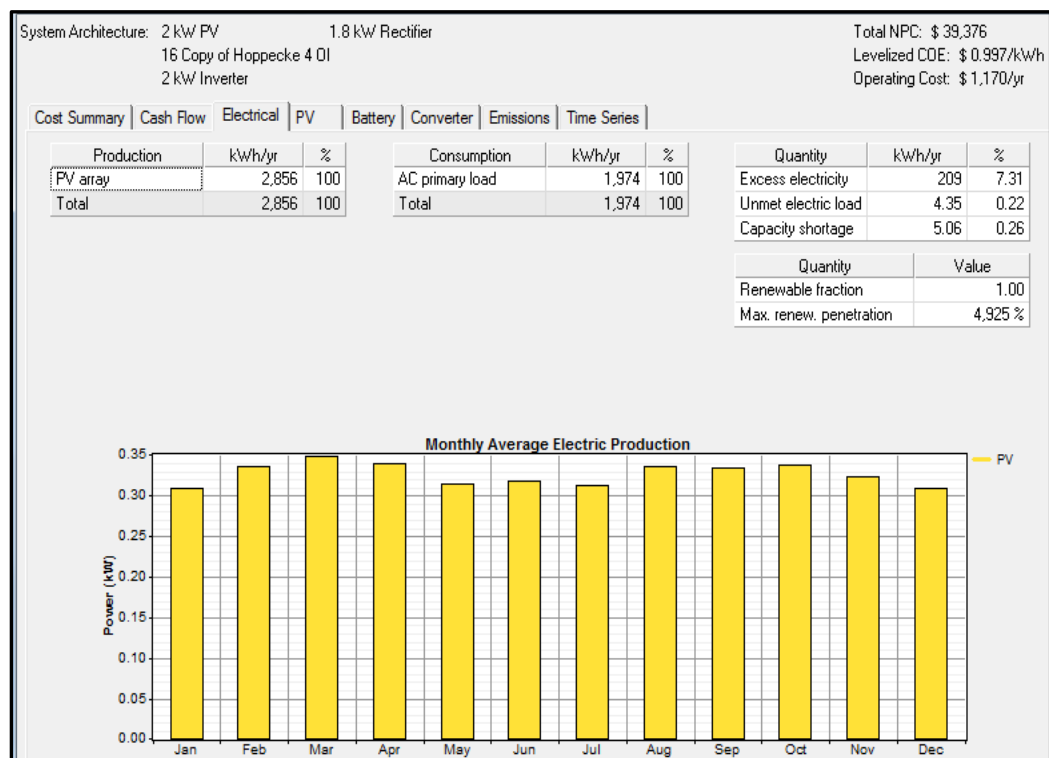 System Architecture: 2 kW PV 1.8 kW Rectifier
16 Copy of Hoppecke 4 OI
2 kW Inverter
Total NPC: $ 39,376
Levelized COE: $ 0.997/kWh
Operating Cost: $ 1,170/yr
Cost Summary Cash Flow Electrical PV Battery Converter Emissions Time Series
Production kWh/yr %
PV array 2,856 100
Total 2,856 100
Consumption kWh/yr %
AC primary load 1,974 100
Total 1,974 100
Quantity kWh/yr %
Excess electricity 209 7.31
Unmet electric load 4.35 0.22
Capacity shortage 5.06 0.26
Quantity Value
Renewable fraction 1.00
Max. renew. penetration 4,925 %
Monthly Average Electric Production
PV
Power (kW)
0.35
0.30
0.25
0.20
0.15
0.10
0.05
0.00
Jan Feb Mar Apr May Jun Jul Aug Sep Oct Nov Dec